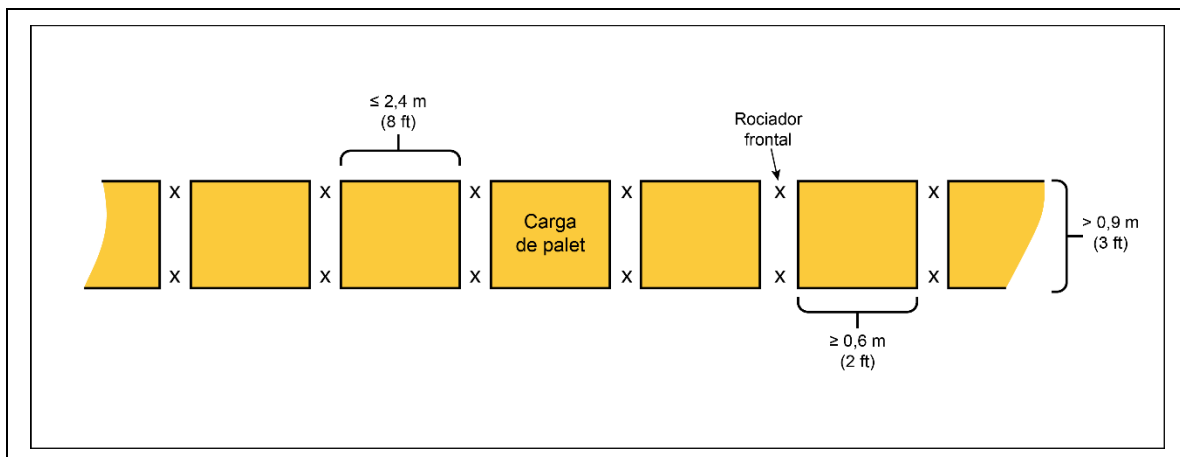 ≤ 2,4 m
(8 ft)
Rociador
frontal
x x x x x x
Carga
de palet
> 0,9 m
(3 ft)
x x x x x x
≥ 0,6 m
(2 ft)